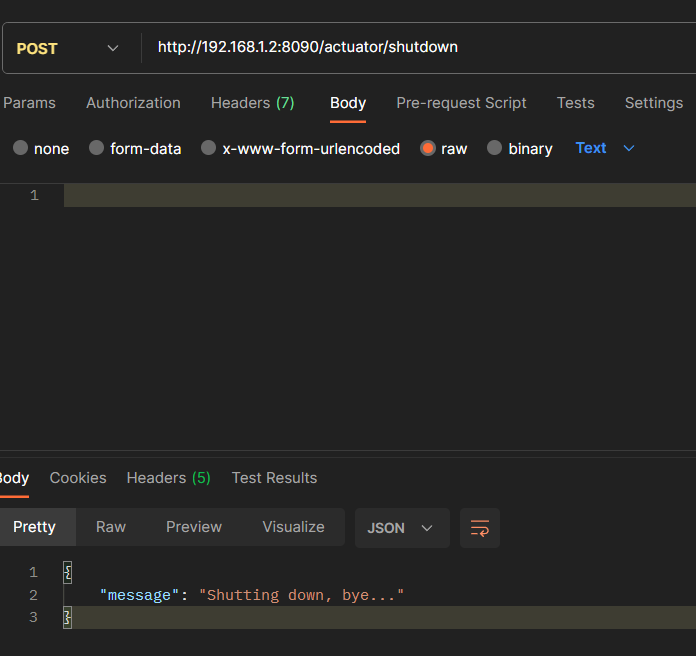 POST http://192.168.1.2:8090/actuator/shutdown
Params Authorization Headers (7) Body Pre-request Script Tests Settings
none form-data x-www-form-urlencoded raw binary Text
1
Body Cookies Headers (5) Test Results
Pretty Raw Preview Visualize JSON
1 {
2 "message": "Shutting down, bye..."
3 }